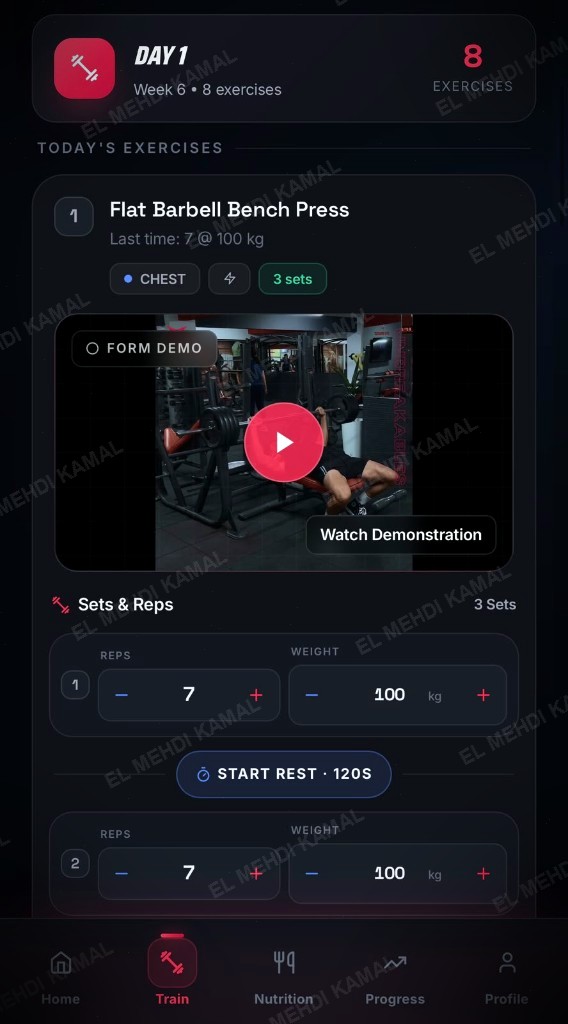 DAY 1
Week 6 • 8 exercises
8
EXERCISES
TODAY'S EXERCISES
1
Flat Barbell Bench Press
Last time: 7 @ 100 kg
CHEST
3 sets
FORM DEMO
Watch Demonstration
Sets & Reps
3 Sets
REPS
WEIGHT
1
7
100 kg
START REST · 120S
REPS
WEIGHT
2
7
100 kg
Home
Train
Nutrition
Progress
Profile
EL MEHDI KAMAL